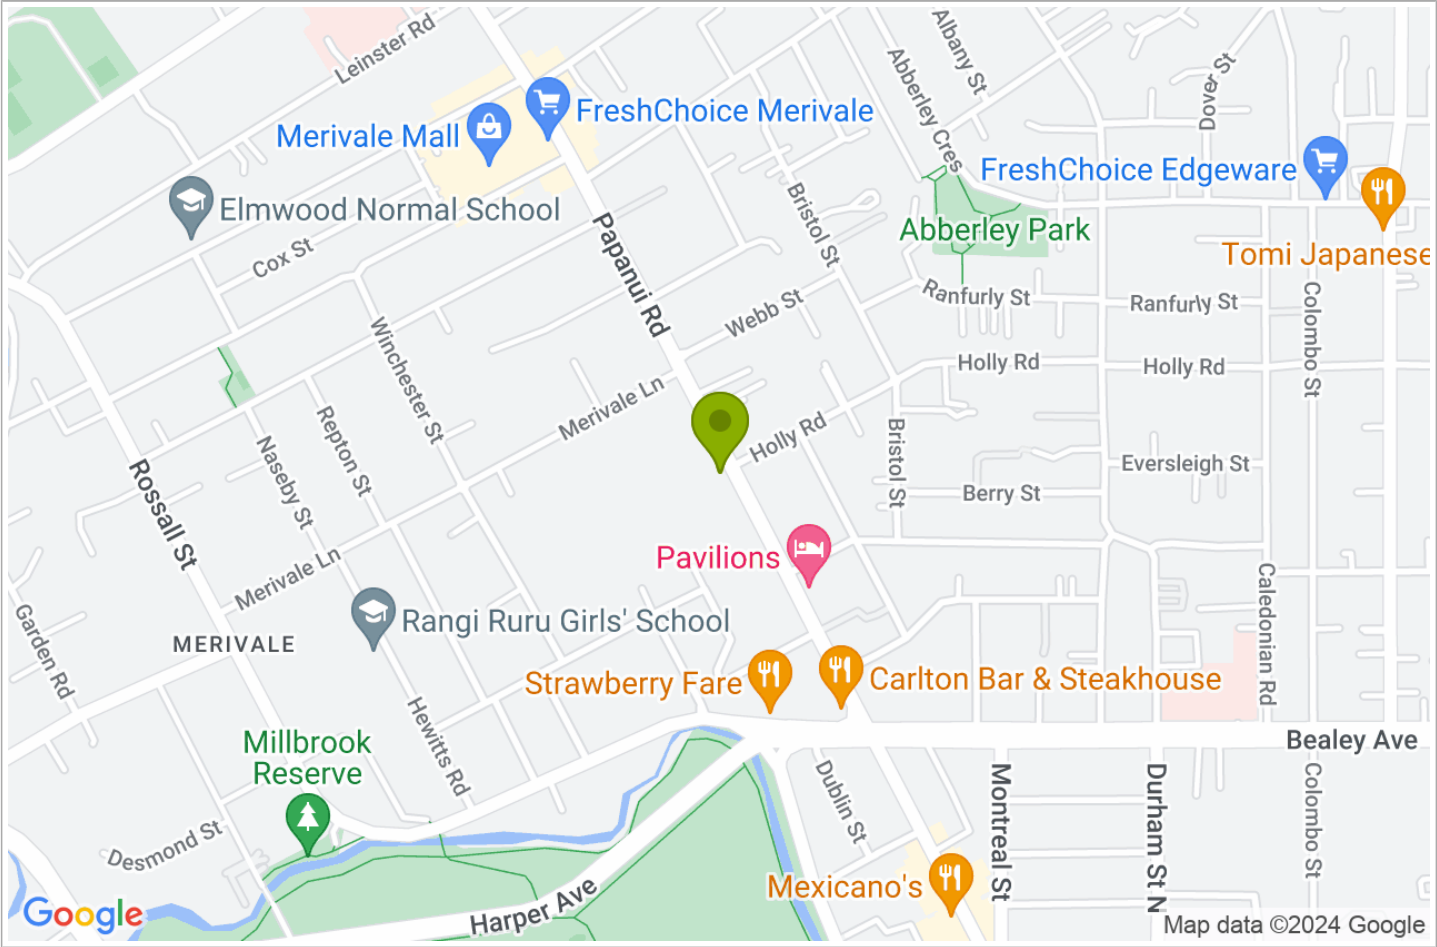 Leinster Rd
Albany St
Dover St
Abberley Cres
FreshChoice Merivale
Merivale Mall
FreshChoice Edgeware
Elmwood Normal School
Bristol St
Abberley Park
Tomi Japanese
Cox St
Papanui Rd
Ranfurly St
Ranfurly St
Webb St
Colombo St
Winchester St
Holly Rd
Holly Rd
Merivale Ln
Repton St
Holly Rd
Bristol St
Naseby St
Eversleigh St
Berry St
Rossall St
Pavilions
Merivale Ln
Caledonian Rd
Garden Rd
Rangi Ruru Girls' School
MERIVALE
Strawberry Fare
Carlton Bar & Steakhouse
Hewitts Rd
Millbrook
Reserve
Bealey Ave
Dublin St
Montreal St
Durham St N
Colombo St
Desmond St
Mexicano's
Harper Ave
Google
Map data ©2024 Google